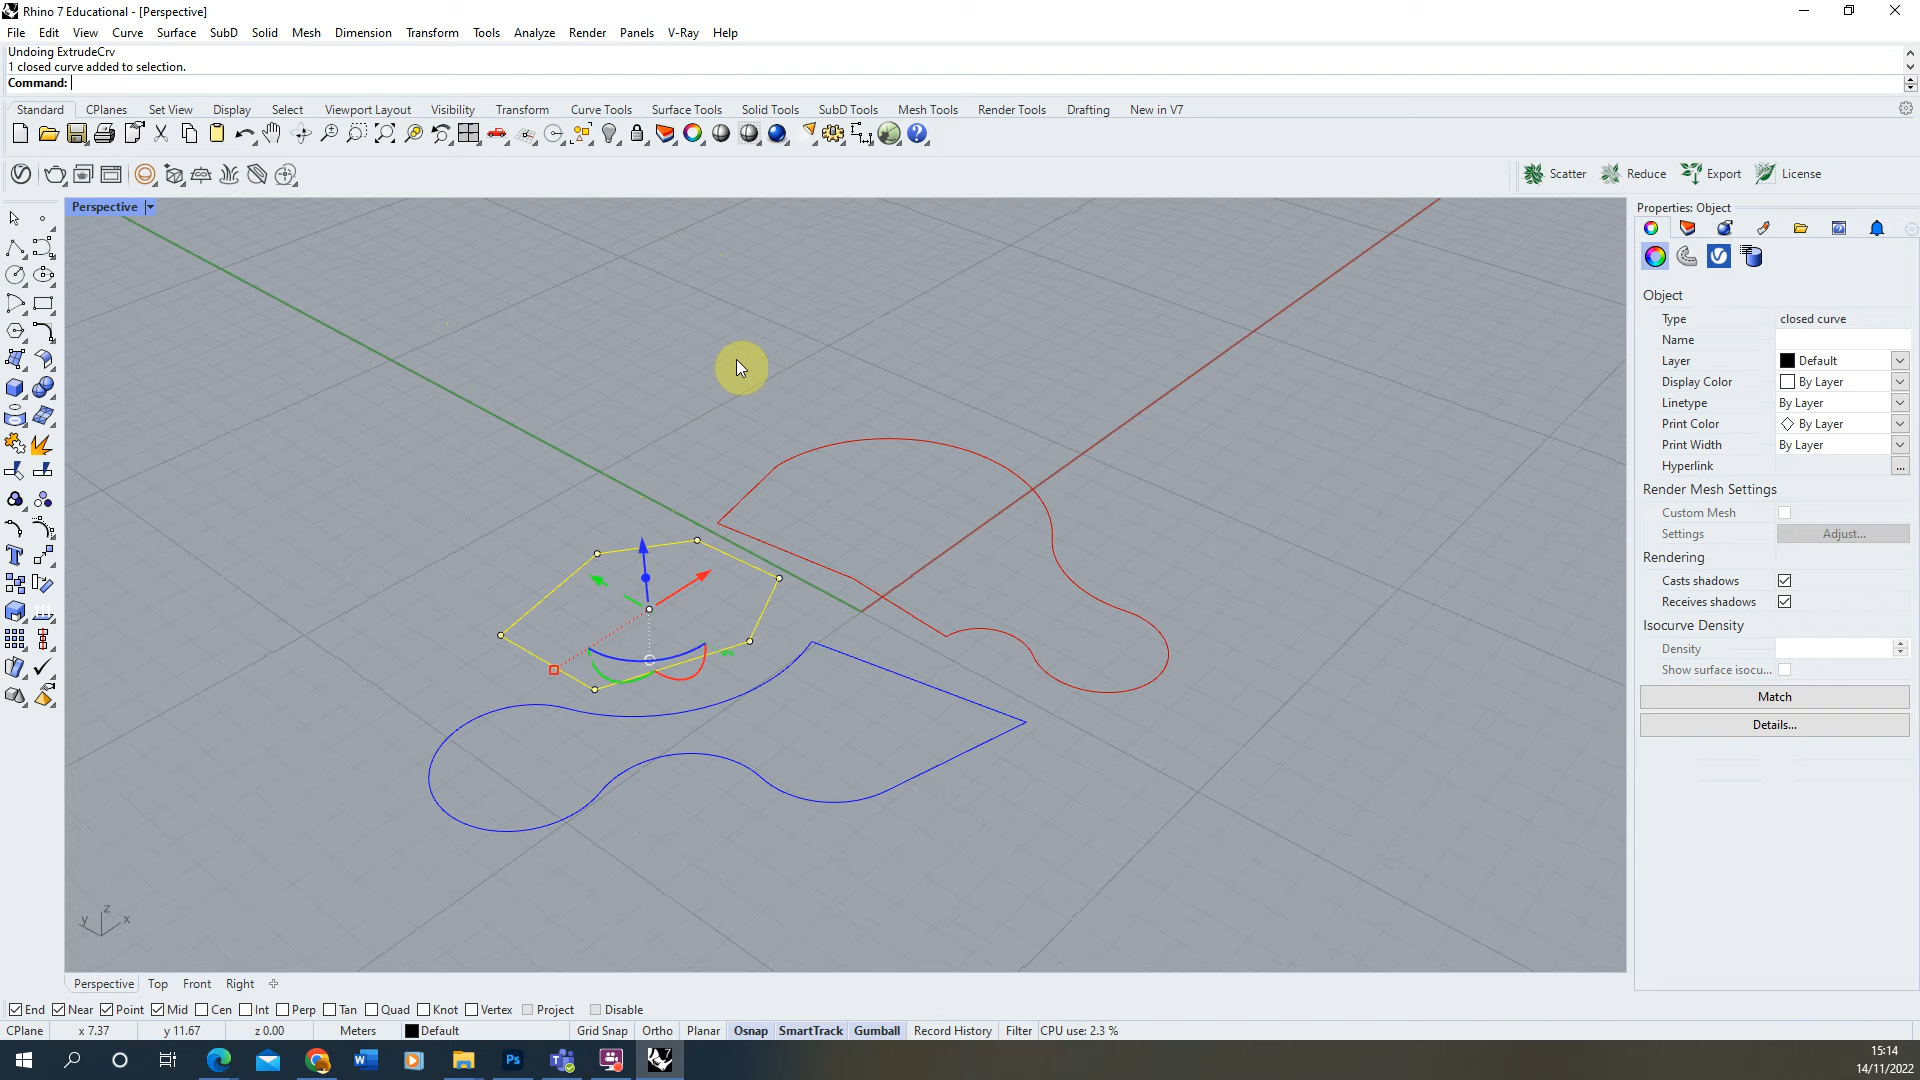 Rhino 7 Educational - [Perspective]
File Edit View Curve Surface SubD Solid Mesh Dimension Transform Tools Analyze Render Panels V-Ray Help
Undoing ExtrudeCrv
1 closed curve added to selection.
Command:
Standard CPlanes Set View Display Select Viewport Layout Visibility Transform Curve Tools Surface Tools Solid Tools SubD Tools Mesh Tools Render Tools Drafting New in V7
Scatter Reduce Export License
Perspective
Properties: Object
Object
Type closed curve
Name
Layer Default
Display Color By Layer
Linetype By Layer
Print Color By Layer
Print Width By Layer
Hyperlink ...
Render Mesh Settings
Custom Mesh
Settings Adjust...
Rendering
Casts shadows
Receives shadows
Isocurve Density
Density
Show surface isocu...
Match
Details...
z
y x
Perspective Top Front Right
End Near Point Mid Cen Int Perp Tan Quad Knot Vertex Project Disable
CPlane x 7.37 y 11.67 z 0.00 Meters Default Grid Snap Ortho Planar Osnap SmartTrack Gumball Record History Filter CPU use: 2.3 %
15:14
14/11/2022